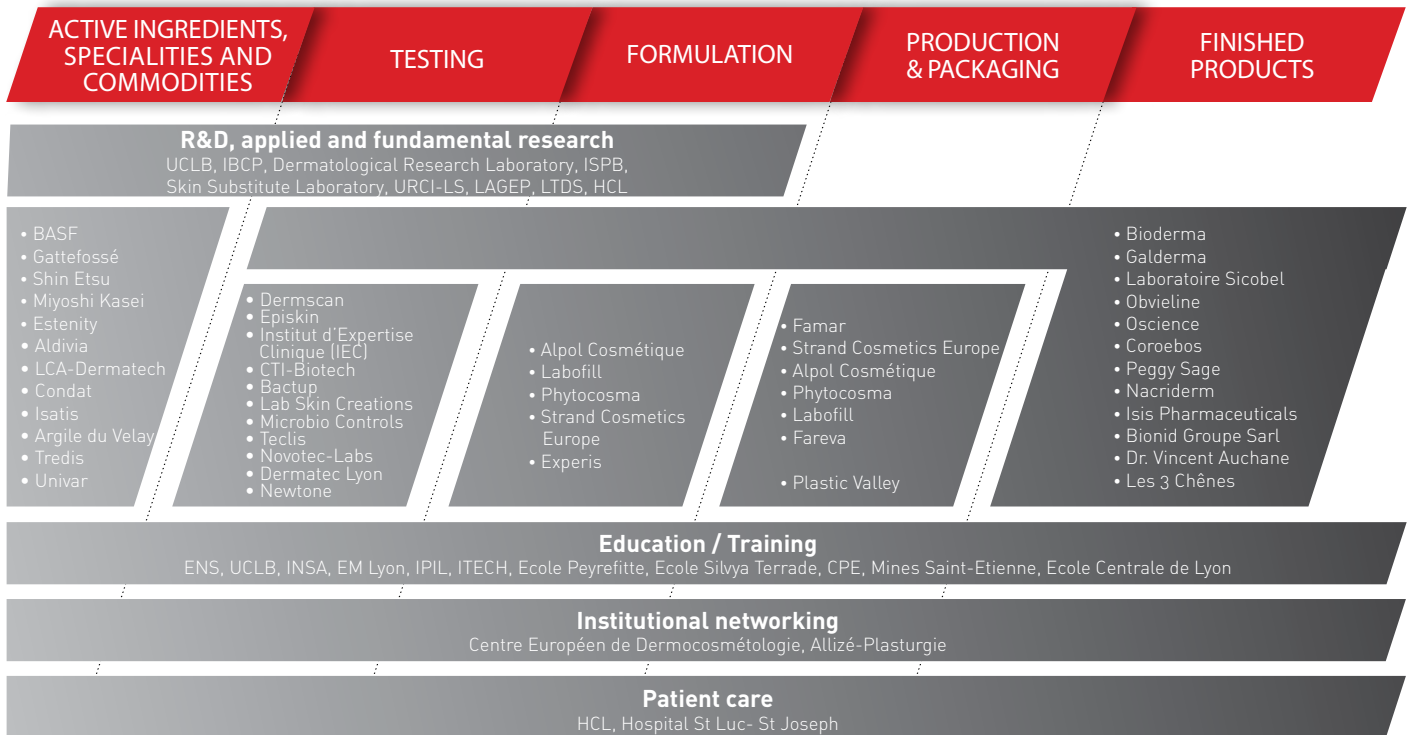 ACTIVE INGREDIENTS,
SPECIALITIES AND
COMMODITIES
TESTING
FORMULATION
PRODUCTION
& PACKAGING
FINISHED
PRODUCTS
R&D, applied and fundamental research
UCLB, IBCP, Dermatological Research Laboratory, ISPB,
Skin Substitute Laboratory, URCI-LS, LAGEP, LTDS, HCL
• BASF
• Gattefossé
• Shin Etsu
• Miyoshi Kasei
• Estenity
• Aldivia
• LCA-Dermatech
• Condat
• Isatis
• Argile du Velay
• Tredis
• Univar
• Dermscan
• Episkin
• Institut d'Expertise
Clinique (IEC)
• CTI-Biotech
• Bactup
• Lab Skin Creations
• Microbio Controls
• Teclis
• Novotec-Labs
• Dermatec Lyon
• Newtone
• Alpol Cosmétique
• Labofill
• Phytocosma
• Strand Cosmetics
Europe
• Experis
• Famar
• Strand Cosmetics Europe
• Alpol Cosmétique
• Phytocosma
• Labofill
• Fareva
• Plastic Valley
• Bioderma
• Galderma
• Laboratoire Sicobel
• Obvieline
• Oscience
• Coroebos
• Peggy Sage
• Nacriderm
• Isis Pharmaceuticals
• Bionid Groupe Sarl
• Dr. Vincent Auchane
• Les 3 Chênes
Education / Training
ENS, UCLB, INSA, EM Lyon, IPIL, ITECH, Ecole Peyrefitte, Ecole Silvya Terrade, CPE, Mines Saint-Etienne, Ecole Centrale de Lyon
Institutional networking
Centre Européen de Dermocosmétologie, Allizé-Plasturgie
Patient care
HCL, Hospital St Luc- St Joseph